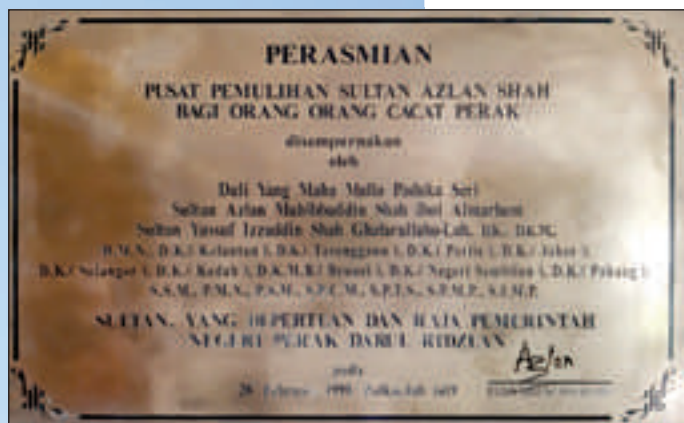 PERASMIAN
PUSAT PEMULIHAN SULTAN AZLAN SHAH
BAGI ORANG ORANG CACAT PERAK
disempurnakan
oleh
Duli Yang Maha Mulia Paduka Seri
Sultan Azlan Muhibbuddin Shah Ibni Almarhum
Sultan Yussuf Izzuddin Shah Ghafarullahu-Lah, DK., DKM.,
D.M.N., D.K.( Kelantan ), D.K.( Terengganu ), D.K.( Perlis ), D.K.( Johor ),
D.K.( Selangor ), D.K.( Kedah ), D.K.M.B.( Brunei ), D.K.( Negeri Sembilan ), D.K.( Pahang ),
S.S.M., P.M.N., P.S.M., S.P.C.M., S.P.T.S., S.P.M.P., S.I.M.P.
SULTAN, YANG DIPERTUAN DAN RAJA PEMERINTAH
NEGERI PERAK DARUL RIDZUAN
pada
Azlan